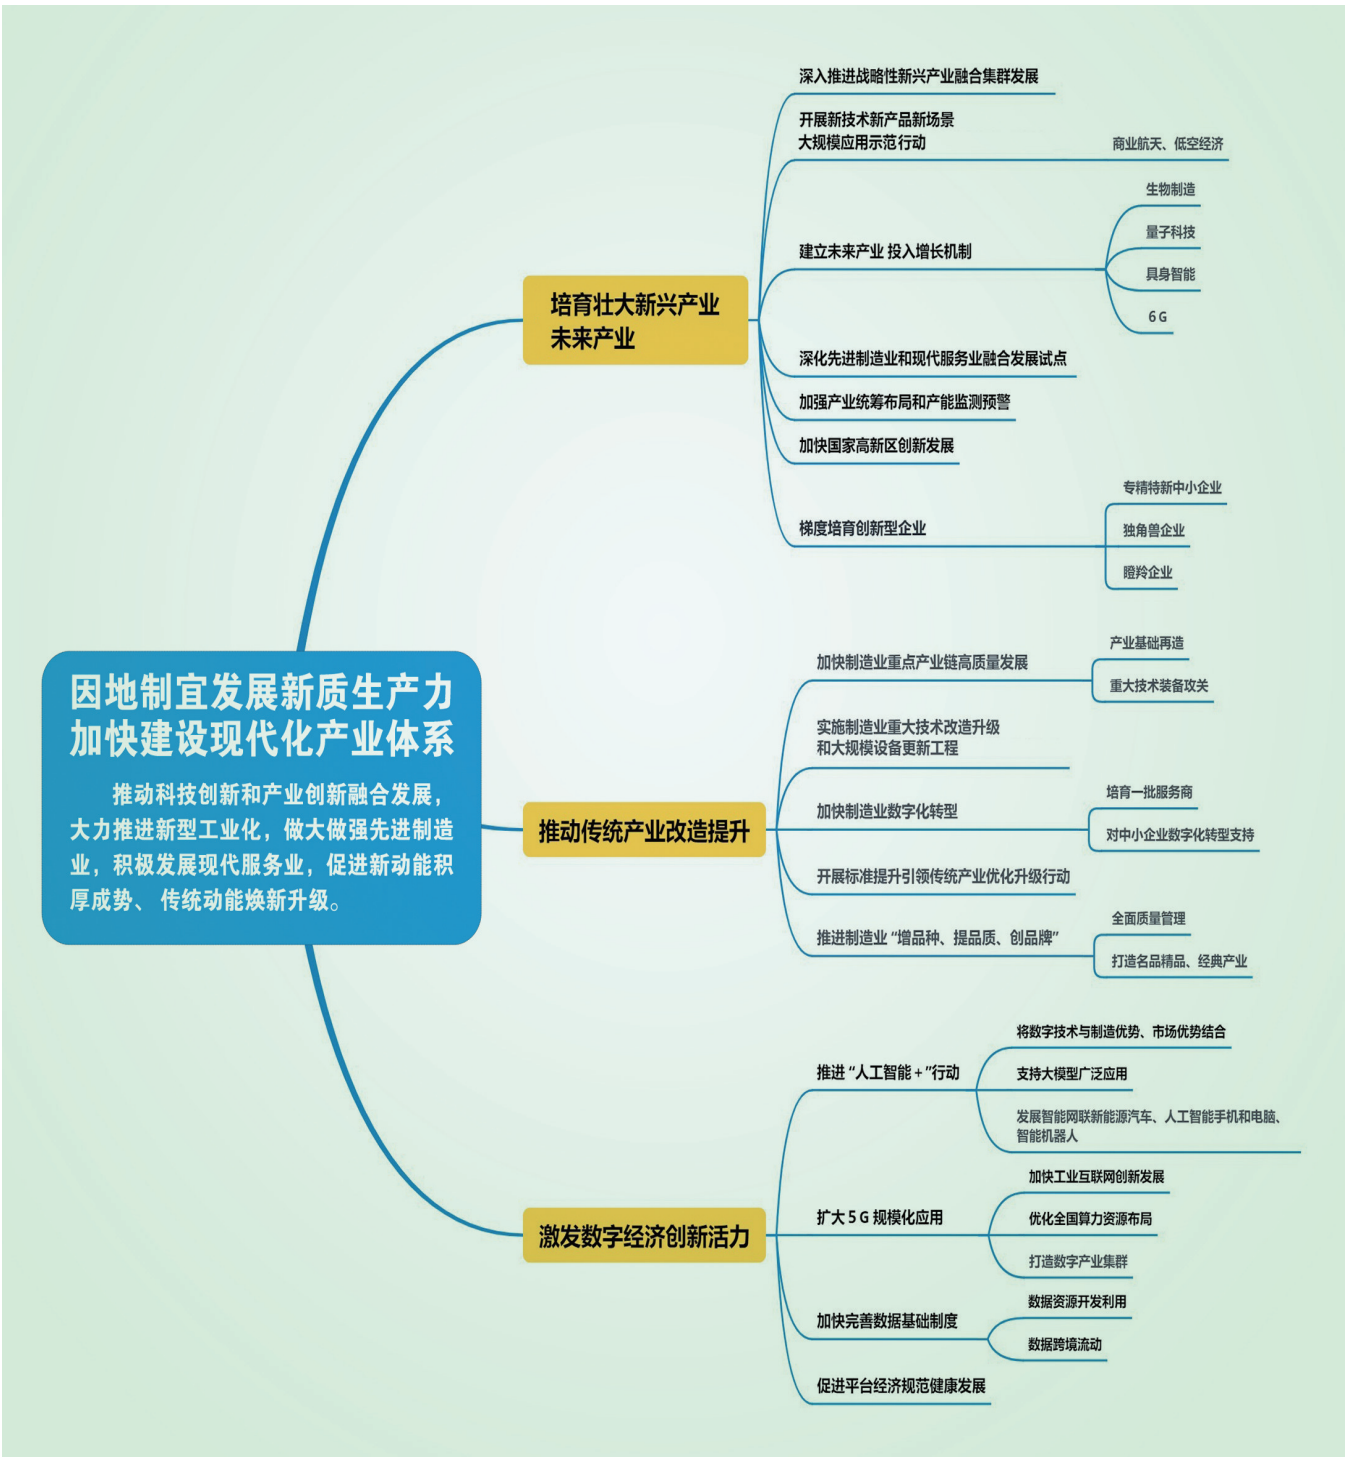 因地制宜发展新质生产力
加快建设现代化产业体系
推动科技创新和产业创新融合发展，
大力推进新型工业化，做大做强先进制造
业，积极发展现代服务业，促进新动能积
厚成势、传统动能焕新升级。
培育壮大新兴产业
未来产业
深入推进战略性新兴产业融合集群发展
开展新技术新产品新场景
大规模应用示范行动
商业航天、低空经济
建立未来产业 投入增长机制
生物制造
量子科技
具身智能
6G
深化先进制造业和现代服务业融合发展试点
加强产业统筹布局和产能监测预警
加快国家高新区创新发展
梯度培育创新型企业
专精特新中小企业
独角兽企业
瞪羚企业
推动传统产业改造提升
加快制造业重点产业链高质量发展
产业基础再造
重大技术装备攻关
实施制造业重大技术改造升级
和大规模设备更新工程
加快制造业数字化转型
培育一批服务商
对中小企业数字化转型支持
开展标准提升引领传统产业优化升级行动
推进制造业“增品种、提品质、创品牌”
全面质量管理
打造名品精品、经典产业
激发数字经济创新活力
推进“人工智能+”行动
将数字技术与制造优势、市场优势结合
支持大模型广泛应用
发展智能网联新能源汽车、人工智能手机和电脑、
智能机器人
扩大5G规模化应用
加快工业互联网创新发展
优化全国算力资源布局
打造数字产业集群
加快完善数据基础制度
数据资源开发利用
数据跨境流动
促进平台经济规范健康发展